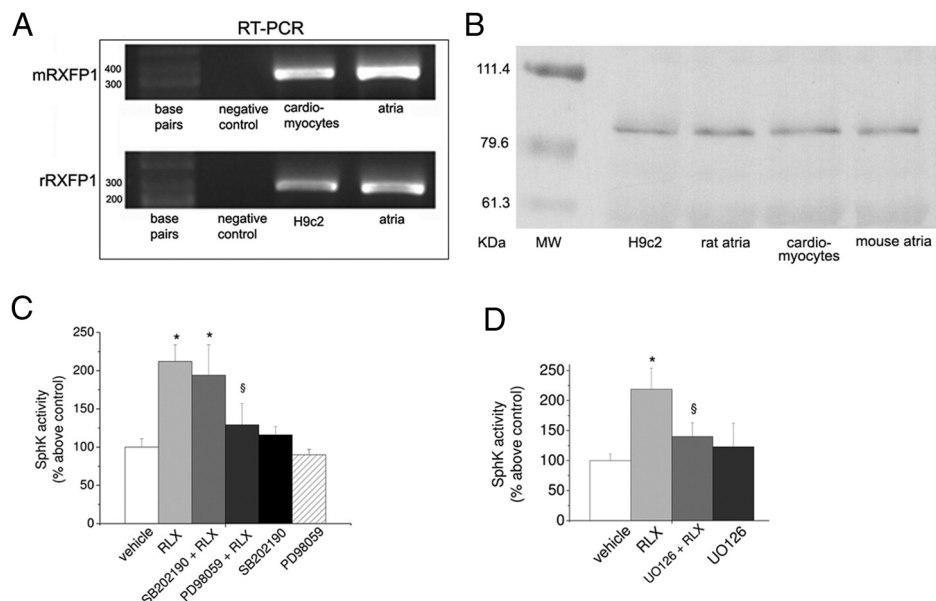 A
RT-PCR
mRXFP1
400
300
base pairs
negative control
cardio-myocytes
atria
rRXFP1
300
200
base pairs
negative control
H9c2
atria
B
111.4
79.6
61.3
KDa
MW
H9c2
rat atria
cardio-myocytes
mouse atria
C
SphK activity
(% above control)
250
200
150
100
50
0
*
*
§
vehicle
RLX
SB202190 + RLX
PD98059 + RLX
SB202190
PD98059
D
SphK activity
(% above control)
250
200
150
100
50
0
*
§
vehicle
RLX
UO126 + RLX
UO126